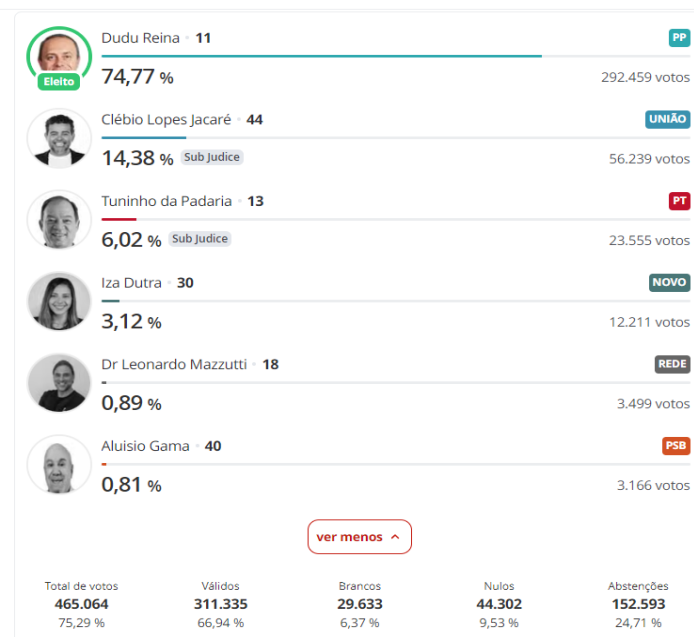 Dudu Reina · 11 PP
Eleito
74,77 % 292.459 votos
Clébio Lopes Jacaré · 44 UNIÃO
14,38 % Sub Judice 56.239 votos
Tuninho da Padaria · 13 PT
6,02 % Sub Judice 23.555 votos
Iza Dutra · 30 NOVO
3,12 % 12.211 votos
Dr Leonardo Mazzutti · 18 REDE
0,89 % 3.499 votos
Aluisio Gama · 40 PSB
0,81 % 3.166 votos
ver menos
Total de votos Válidos Brancos Nulos Abstenções
465.064 311.335 29.633 44.302 152.593
75,29 % 66,94 % 6,37 % 9,53 % 24,71 %